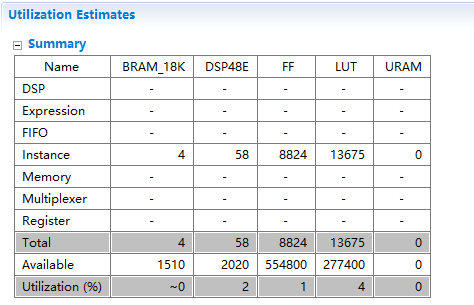 Utilization Estimates
Summary
Name BRAM_18K DSP48E FF LUT URAM
DSP - - - - -
Expression - - - - -
FIFO - - - - -
Instance 4 58 8824 13675 0
Memory - - - - -
Multiplexer - - - - -
Register - - - - -
Total 4 58 8824 13675 0
Available 1510 2020 554800 277400 0
Utilization (%) ~0 2 1 4 0